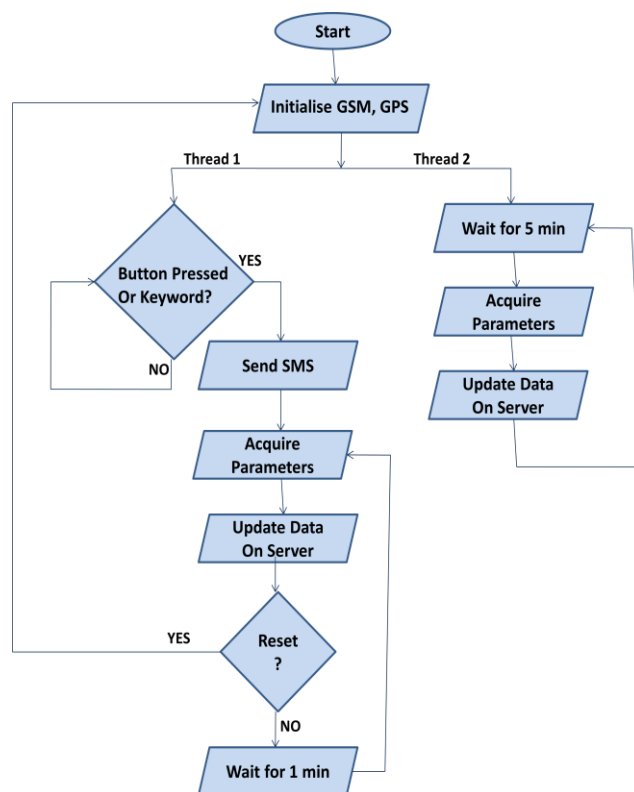 Start
Initialise GSM, GPS
Thread 1
Thread 2
Button Pressed
Or Keyword?
YES
NO
Send SMS
Acquire
Parameters
Update Data
On Server
Reset
?
YES
NO
Wait for 1 min
Wait for 5 min
Acquire
Parameters
Update Data
On Server